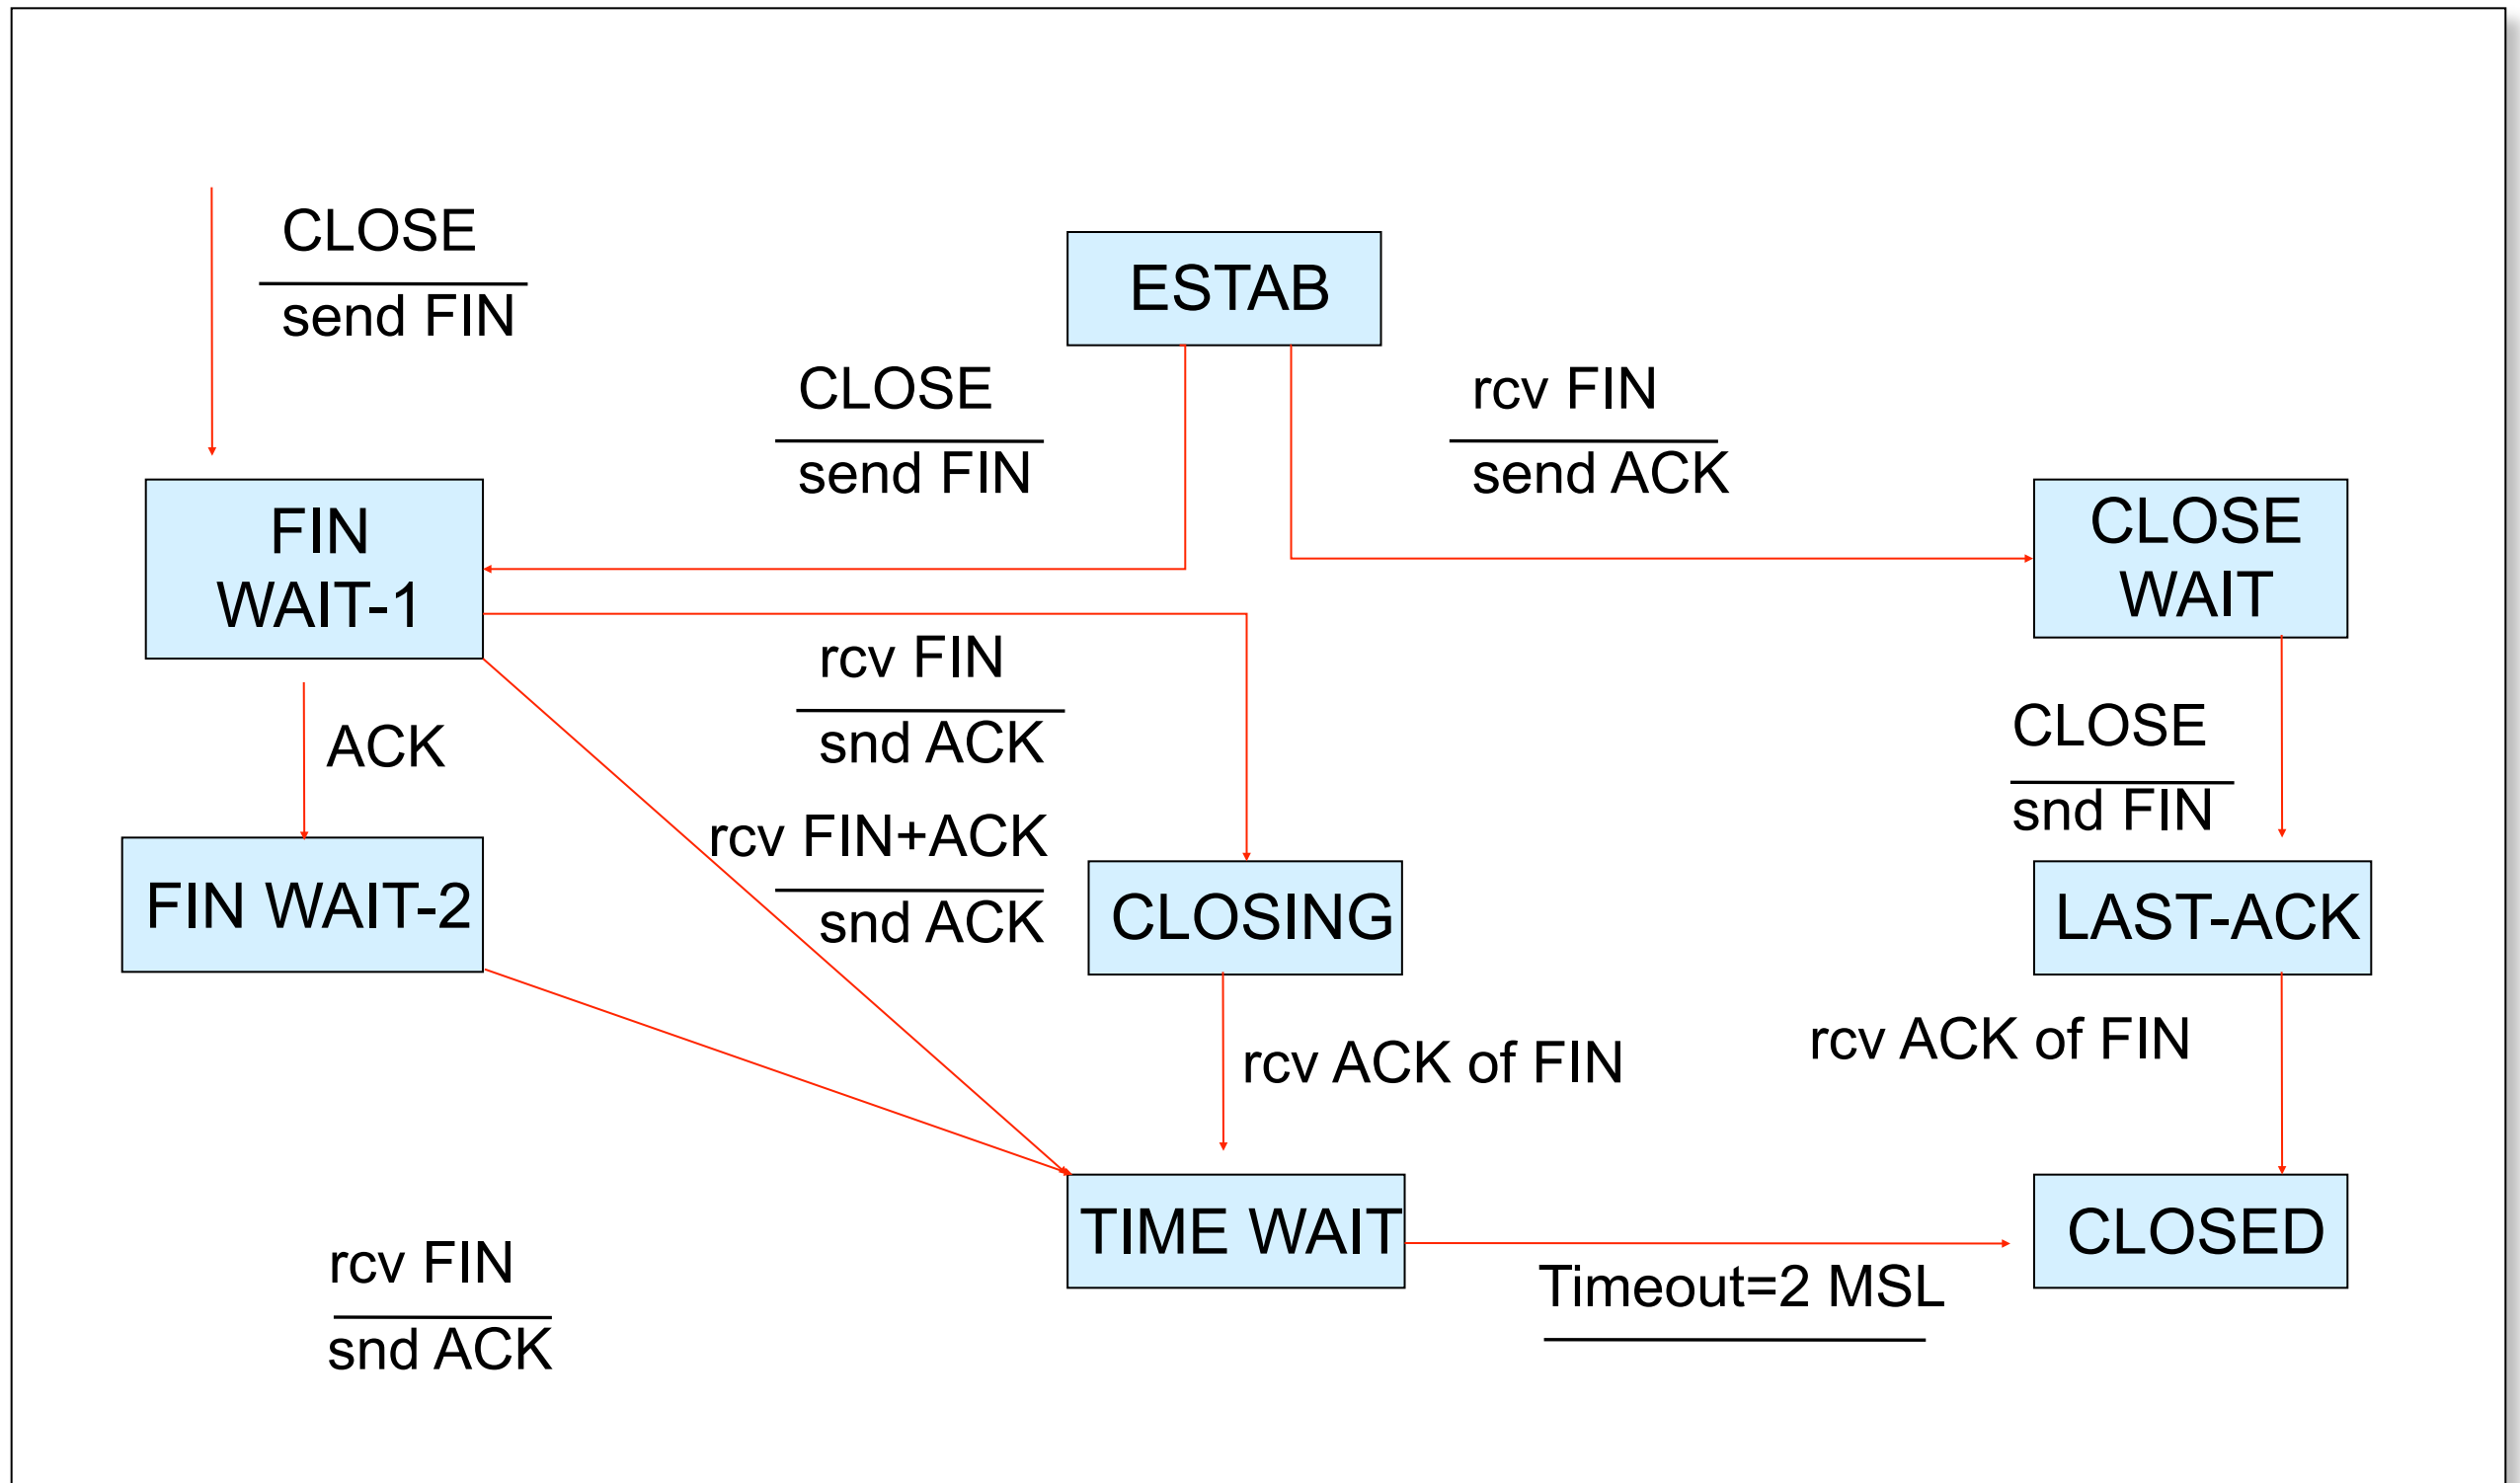 CLOSE
send FIN
ESTAB
CLOSE
send FIN
rcv FIN
send ACK
FIN
WAIT-1
CLOSE
WAIT
rcv FIN
snd ACK
ACK
CLOSE
snd FIN
rcv FIN+ACK
snd ACK
FIN WAIT-2
CLOSING
LAST-ACK
rcv ACK of FIN
rcv ACK of FIN
TIME WAIT
CLOSED
rcv FIN
snd ACK
Timeout=2 MSL